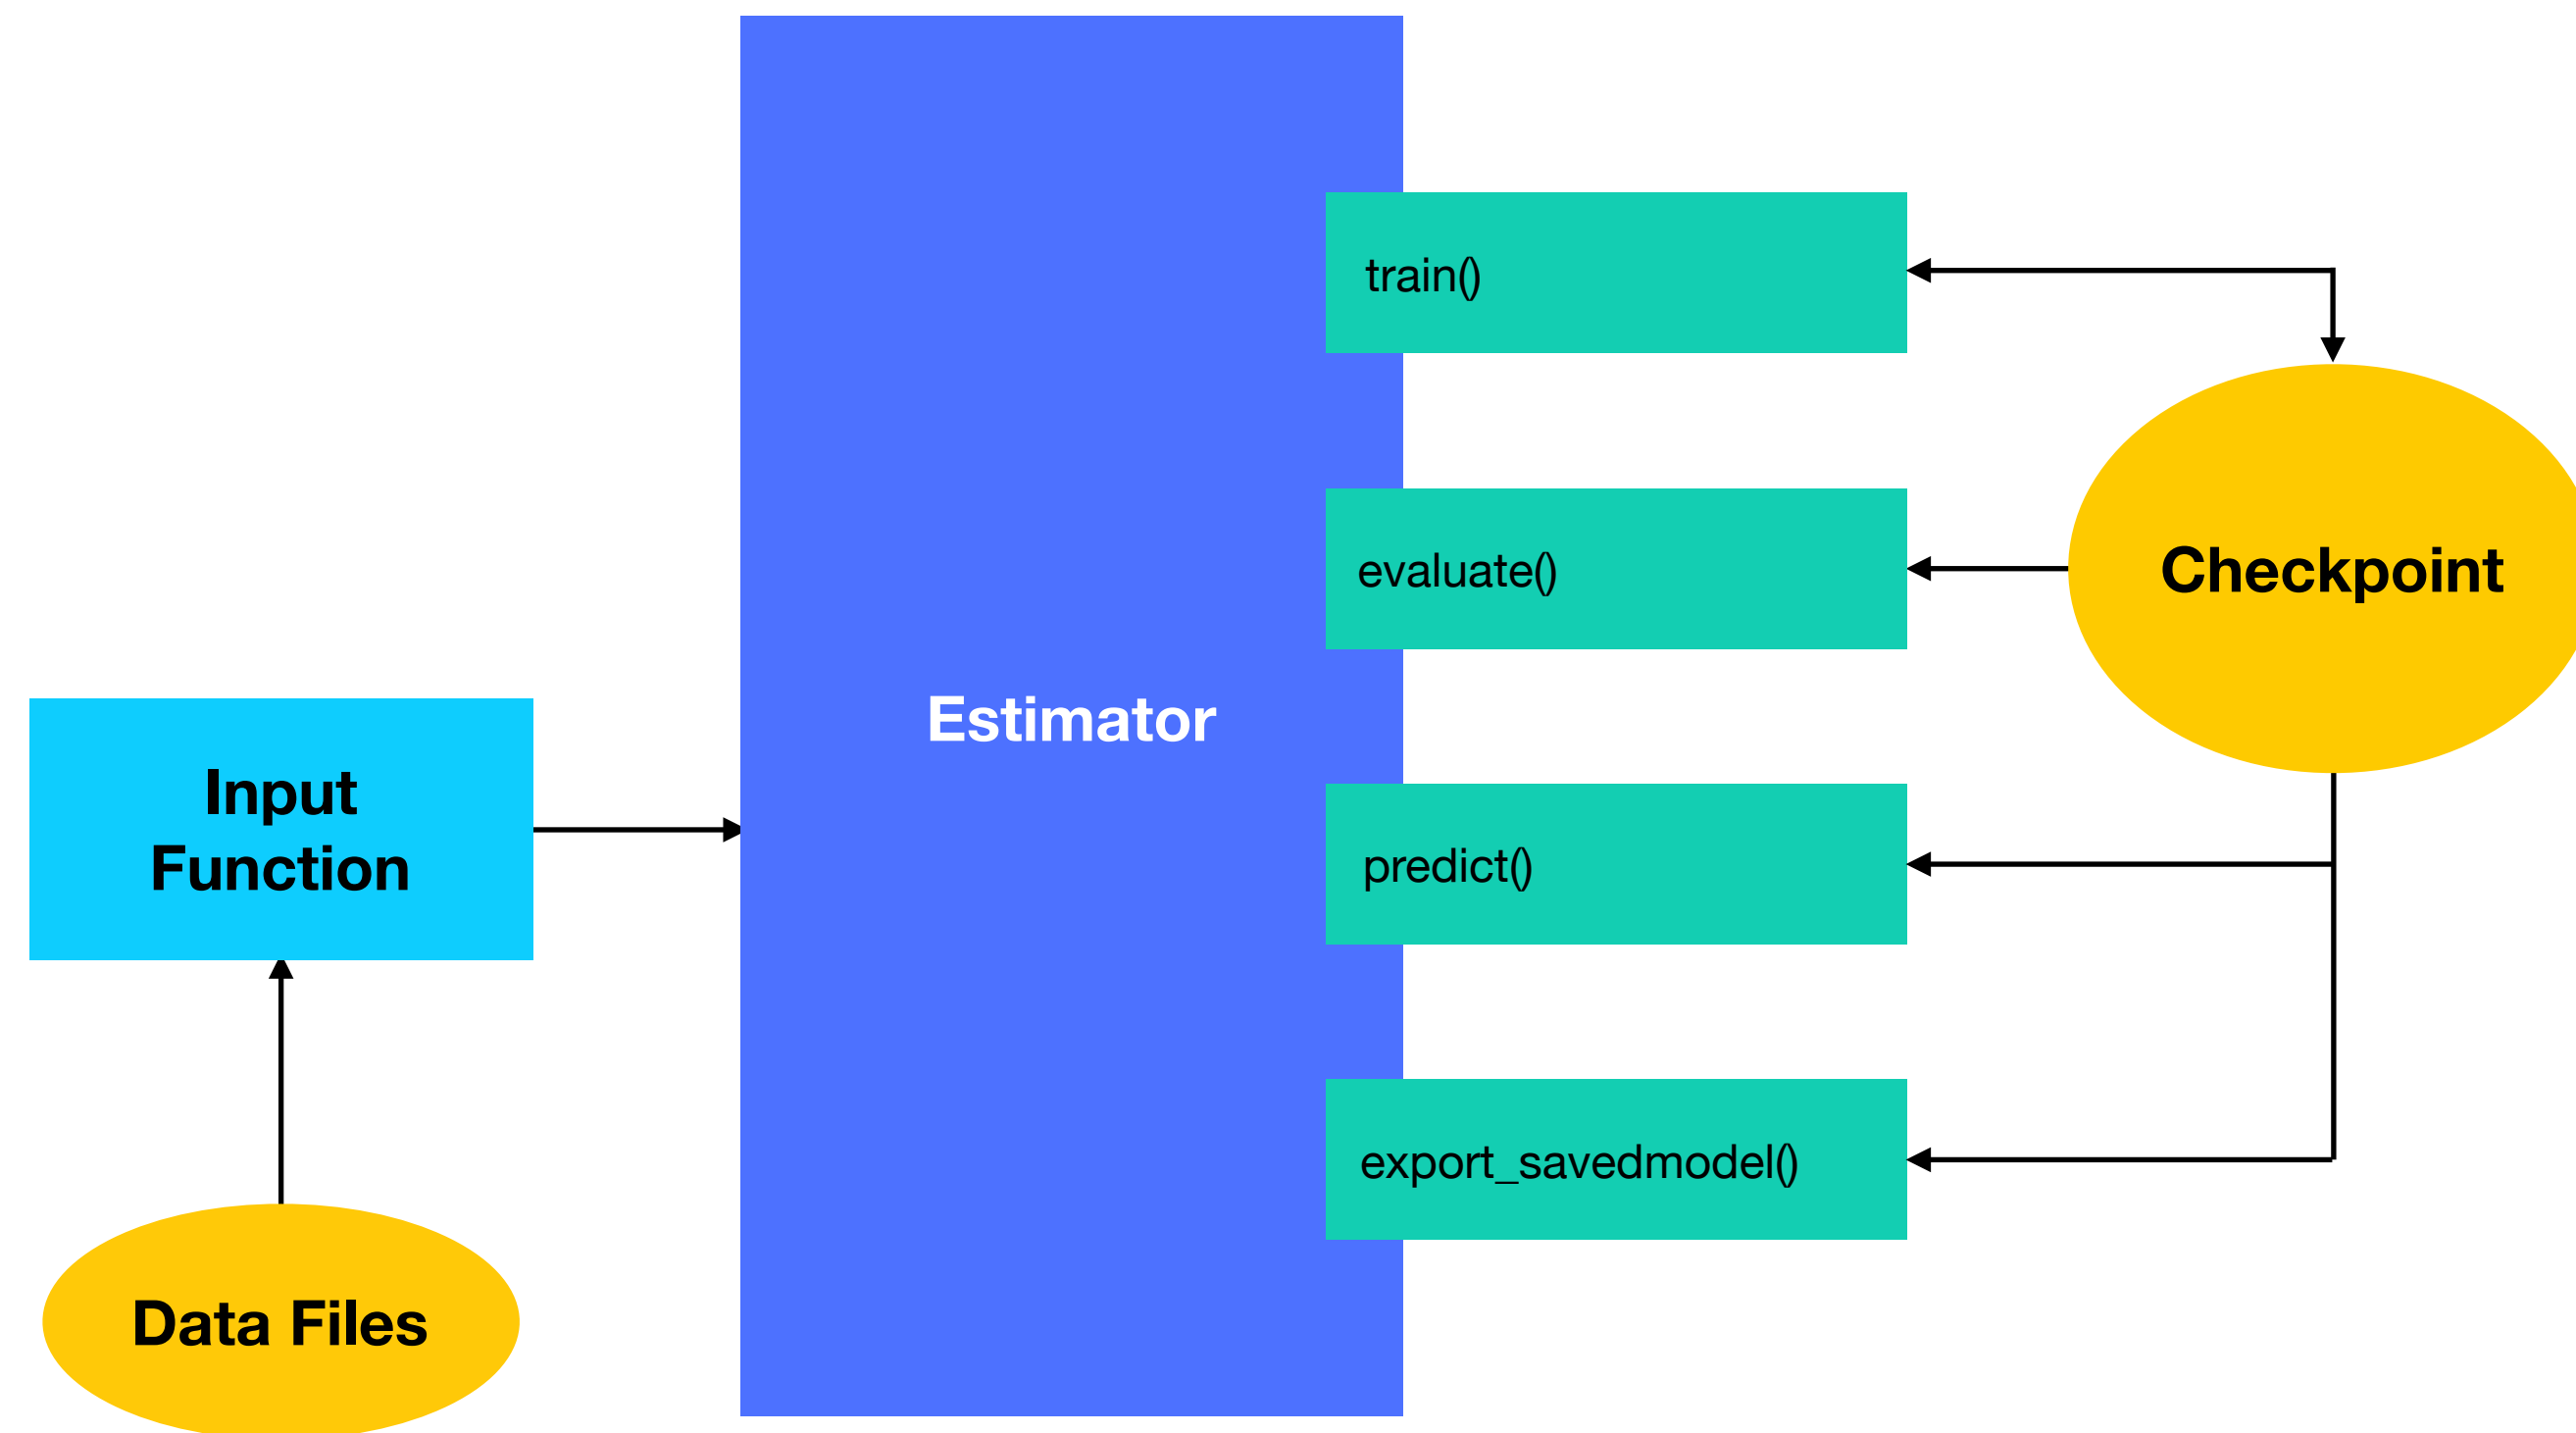 train()
evaluate()
Checkpoint
Estimator
Input
Function
predict()
export_savedmodel()
Data Files